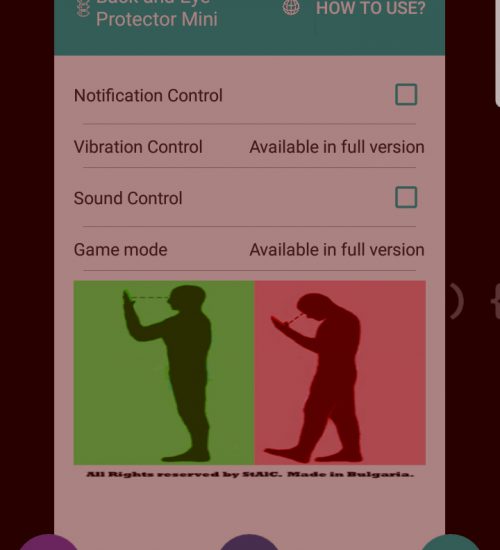 Back and Eye
Protector Mini
HOW TO USE?
Notification Control
Vibration Control Available in full version
Sound Control
Game mode Available in full version
) {
All Rights reserved by StAlC. Made in Bulgaria.